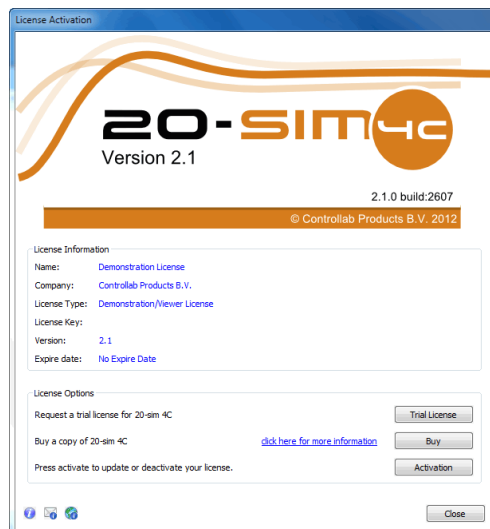 License Activation
20-SIM 4C
Version 2.1
2.1.0 build:2607
© Controllab Products B.V. 2012
License Information
Name: Demonstration License
Company: Controllab Products B.V.
License Type: Demonstration/Viewer License
License Key:
Version: 2.1
Expire date: No Expire Date
License Options
Request a trial license for 20-sim 4C Trial License
Buy a copy of 20-sim 4C click here for more information Buy
Press activate to update or deactivate your license. Activation
Close